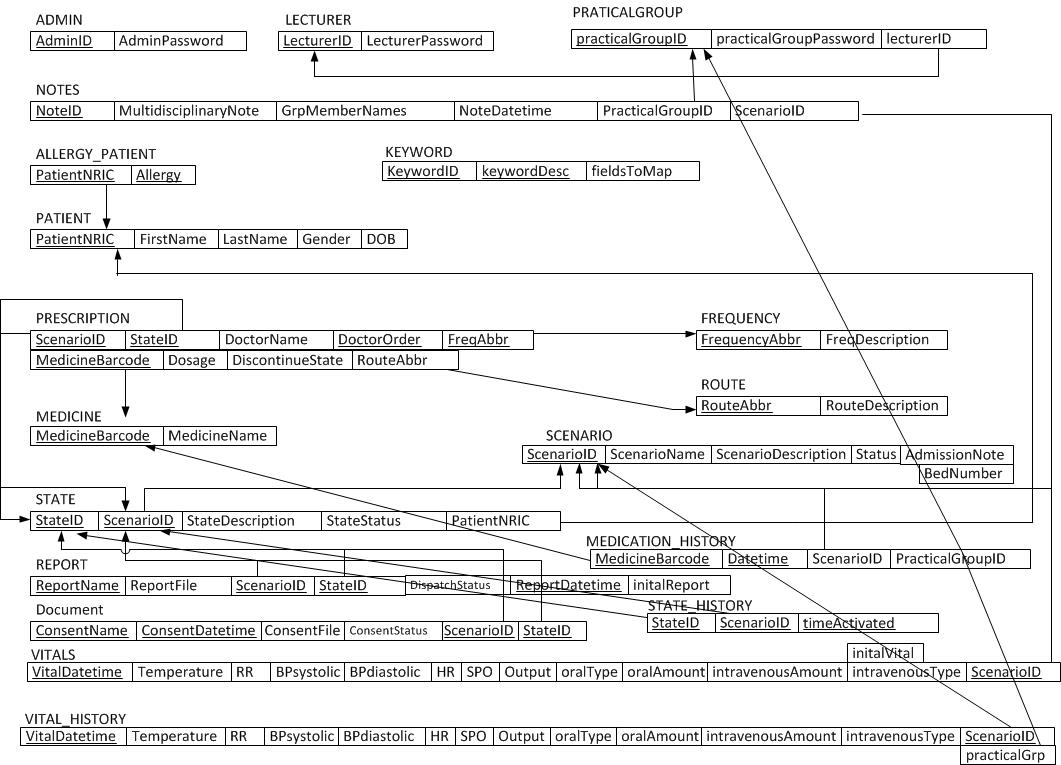 ADMIN
AdminID AdminPassword
LECTURER
LecturerID LecturerPassword
PRATICALGROUP
practicalGroupID practicalGroupPassword lecturerID
NOTES
NoteID MultidisciplinaryNote GrpMemberNames NoteDatetime PracticalGroupID ScenarioID
ALLERGY_PATIENT
PatientNRIC Allergy
KEYWORD
KeywordID keywordDesc fieldsToMap
PATIENT
PatientNRIC FirstName LastName Gender DOB
PRESCRIPTION
ScenarioID StateID DoctorName DoctorOrder FreqAbbr
MedicineBarcode Dosage DiscontinueState RouteAbbr
FREQUENCY
FrequencyAbbr FreqDescription
ROUTE
RouteAbbr RouteDescription
MEDICINE
MedicineBarcode MedicineName
SCENARIO
ScenarioID ScenarioName ScenarioDescription Status AdmissionNote
BedNumber
STATE
StateID ScenarioID StateDescription StateStatus PatientNRIC
MEDICATION_HISTORY
MedicineBarcode Datetime ScenarioID PracticalGroupID
REPORT
ReportName ReportFile ScenarioID StateID DispatchStatus ReportDatetime initalReport
STATE_HISTORY
StateID ScenarioID timeActivated
Document
ConsentName ConsentDatetime ConsentFile ConsentStatus ScenarioID StateID
VITALS
initalVital
VitalDatetime Temperature RR BPsystolic BPdiastolic HR SPO Output oralType oralAmount intravenousAmount intravenousType ScenarioID
VITAL_HISTORY
VitalDatetime Temperature RR BPsystolic BPdiastolic HR SPO Output oralType oralAmount intravenousAmount intravenousType ScenarioID
practicalGrp